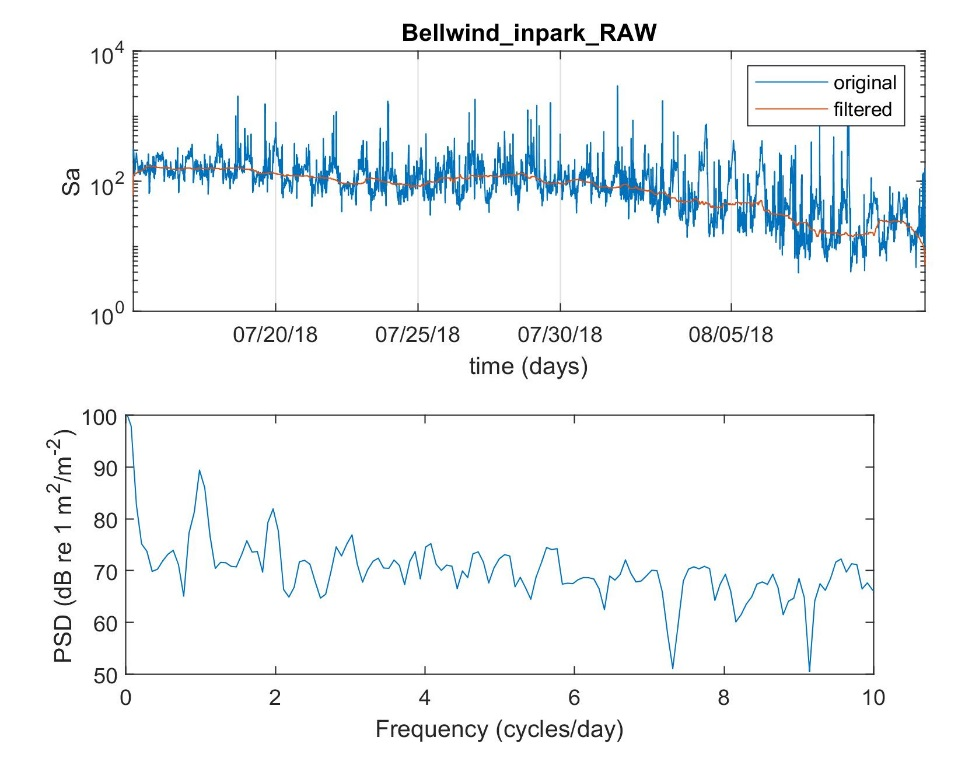 Bellwind_inpark_RAW
10^4
original
filtered
Sa
10^2
10^0
07/20/18 07/25/18 07/30/18 08/05/18
time (days)
100
90
80
70
60
50
PSD (dB re 1 m^2/m^-2)
0 2 4 6 8 10
Frequency (cycles/day)